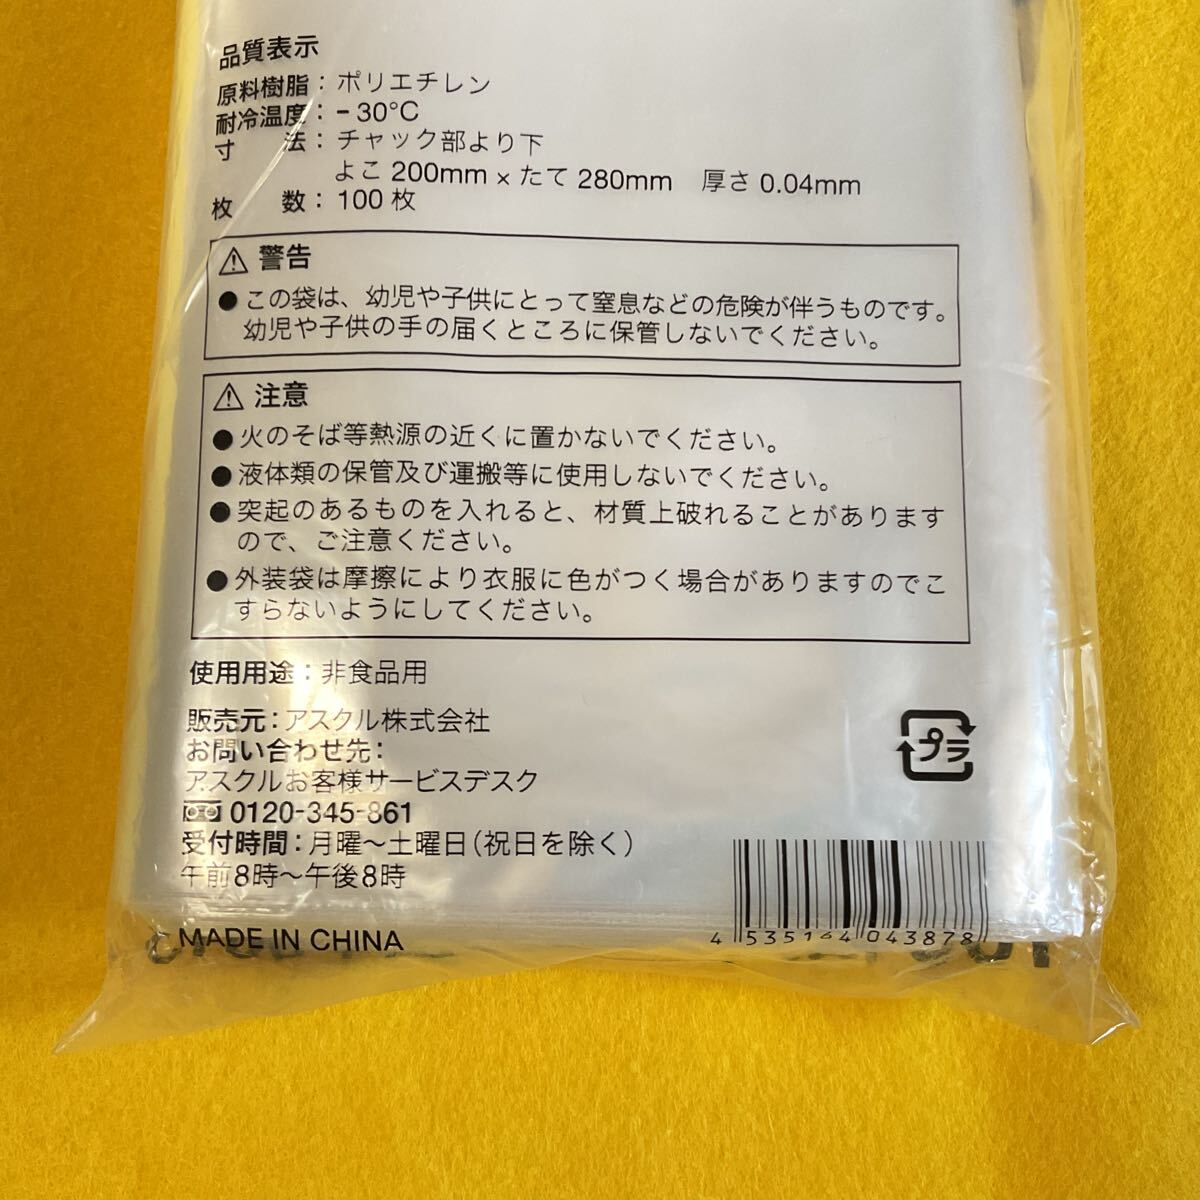 品質表示
原料樹脂：ポリエチレン
耐冷温度：－30℃
寸　　法：チャック部より下
よこ 200mm × たて 280mm　厚さ 0.04mm
枚　　数：100 枚
⚠ 警告
●この袋は、幼児や子供にとって窒息などの危険が伴うものです。
幼児や子供の手の届くところに保管しないでください。
⚠ 注意
●火のそば等熱源の近くに置かないでください。
●液体類の保管及び運搬等に使用しないでください。
●突起のあるものを入れると、材質上破れることがあります
ので、ご注意ください。
●外装袋は摩擦により衣服に色がつく場合がありますのでこ
すらないようにしてください。
使用用途：非食品用
販売元：アスクル株式会社
お問い合わせ先：
アスクルお客様サービスデスク
0120-345-861
受付時間：月曜～土曜日（祝日を除く）
午前8時～午後8時
プラ
MADE IN CHINA
4 535164 043878